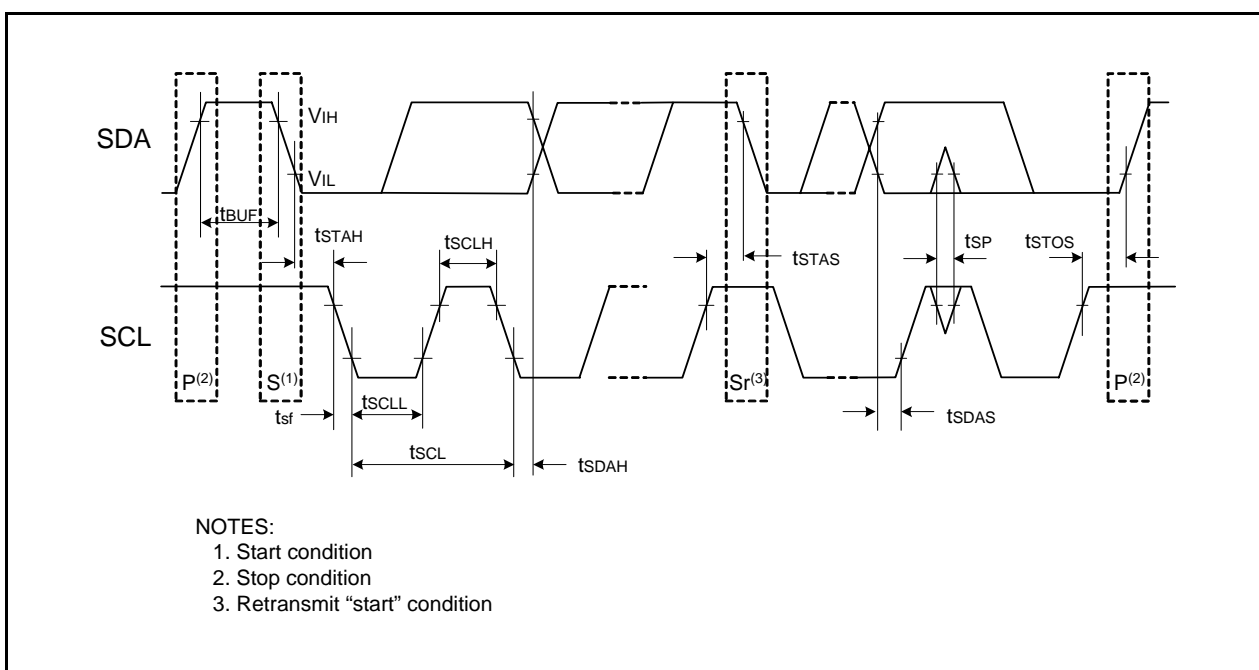 SDA
VIH
VIL
tBUF
tSTAH
tSCLH
tSTAS
tSP
tSTOS
SCL
P(2)
S(1)
Sr(3)
P(2)
tsf
tSCLL
tSCL
tSDAH
tSDAS
NOTES:
1. Start condition
2. Stop condition
3. Retransmit “start” condition